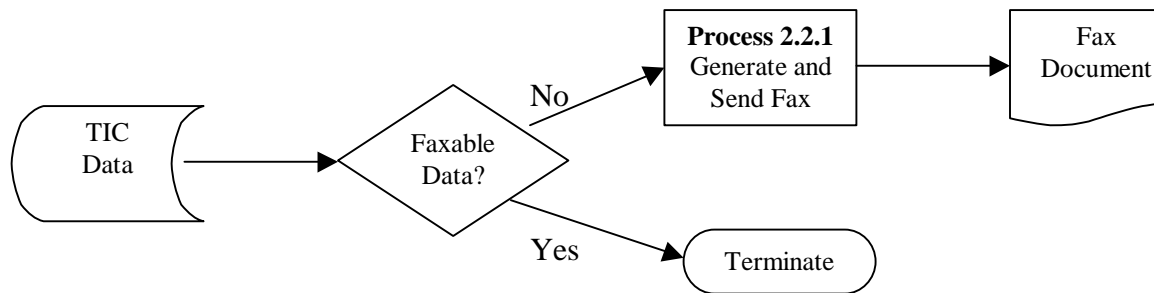 TIC
Data
Faxable
Data?
No
Process 2.2.1
Generate and
Send Fax
Fax
Document
Yes
Terminate